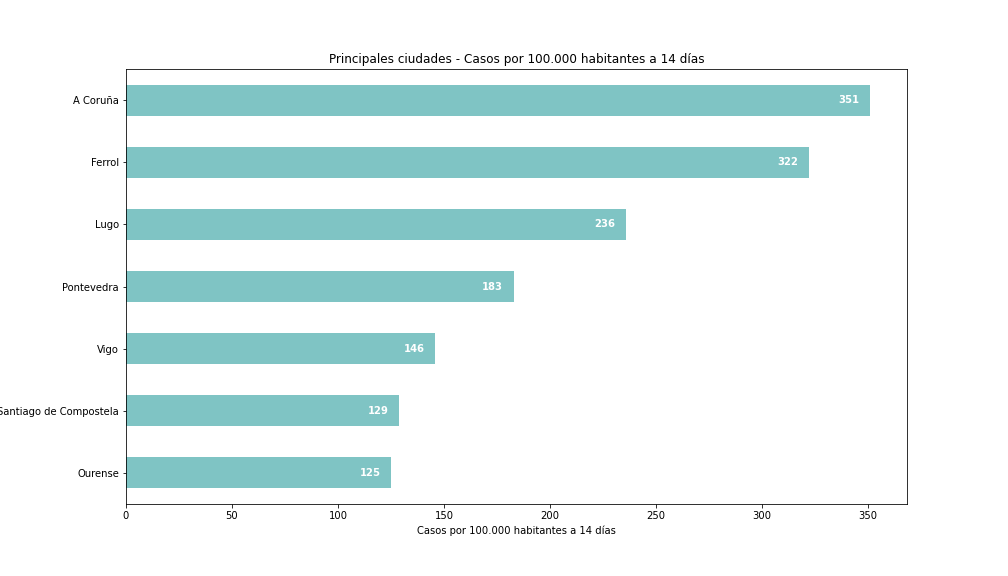 Principales ciudades - Casos por 100.000 habitantes a 14 días
A Coruña 351
Ferrol 322
Lugo 236
Pontevedra 183
Vigo 146
Santiago de Compostela 129
Ourense 125
0 50 100 150 200 250 300 350
Casos por 100.000 habitantes a 14 días